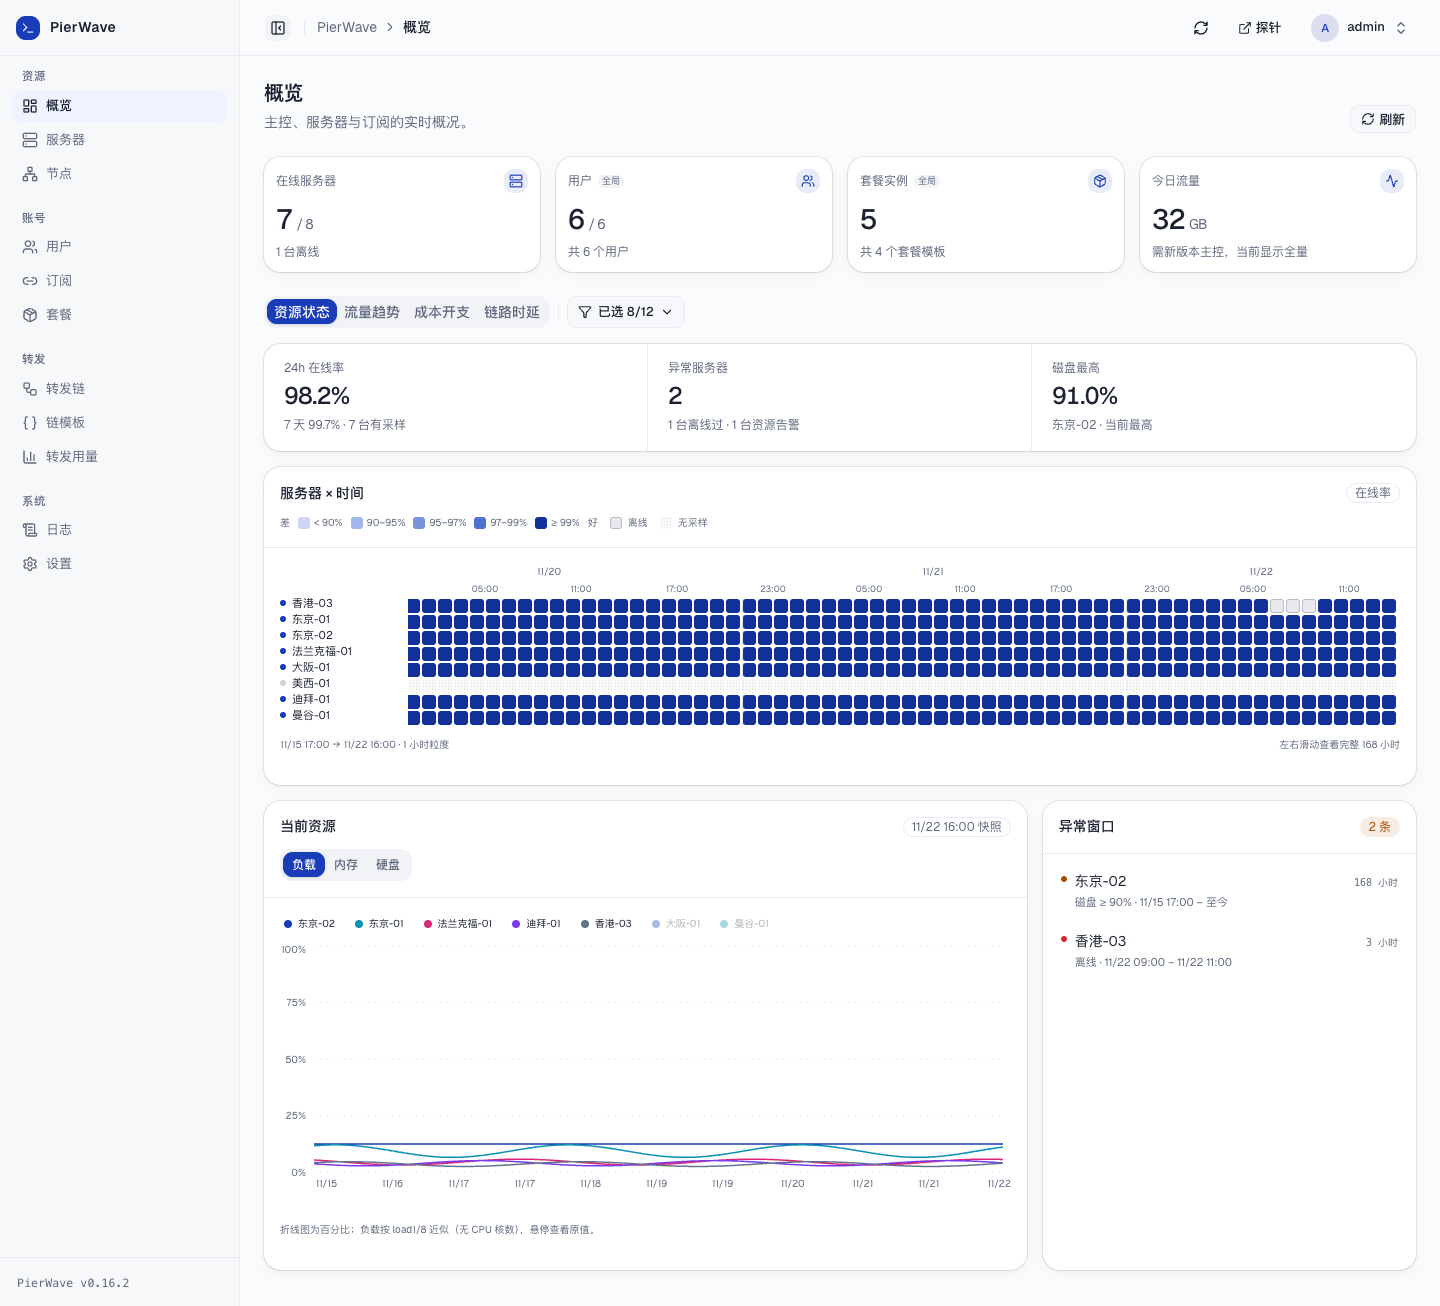 PierWave
资源
概览
服务器
节点
账号
用户
订阅
套餐
转发
转发链
链模板
转发用量
系统
日志
设置
PierWave v0.16.2
PierWave > 概览
探针
A admin
概览
主控、服务器与订阅的实时概况。
刷新
在线服务器
7 / 8
1 台离线
用户 全局
6 / 6
共 6 个用户
套餐实例 全局
5
共 4 个套餐模板
今日流量
32 GB
需新版本主控，当前显示全量
资源状态 流量趋势 成本开支 链路时延 已选 8/12
24h 在线率
98.2%
7 天 99.7% · 7 台有采样
异常服务器
2
1 台离线过 · 1 台资源告警
磁盘最高
91.0%
东京-02 · 当前最高
服务器 × 时间
在线率
差 < 90% 90–95% 95–97% 97–99% ≥ 99% 好 离线 无采样
11/20 11/21 11/22
05:00 11:00 17:00 23:00 05:00 11:00 17:00 23:00 05:00 11:00
香港-03
东京-01
东京-02
法兰克福-01
大阪-01
美西-01
迪拜-01
曼谷-01
11/15 17:00 → 11/22 16:00 · 1 小时粒度
左右滑动查看完整 168 小时
当前资源
11/22 16:00 快照
负载 内存 硬盘
东京-02 东京-01 法兰克福-01 迪拜-01 香港-03 大阪-01 曼谷-01
100%
75%
50%
25%
0%
11/15 11/16 11/17 11/17 11/18 11/19 11/19 11/20 11/21 11/21 11/22
折线图为百分比；负载按 load1/8 近似（无 CPU 核数），悬停查看原值。
异常窗口
2 条
东京-02
168 小时
磁盘 ≥ 90% · 11/15 17:00 – 至今
香港-03
3 小时
离线 · 11/22 09:00 – 11/22 11:00